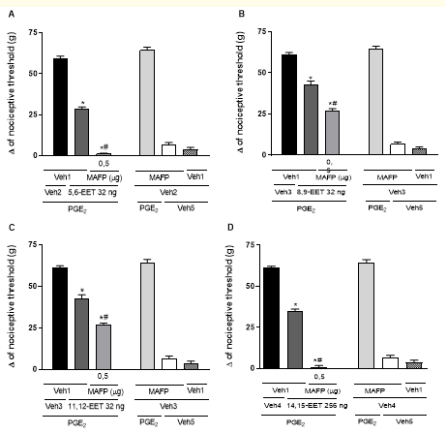 A
Δ of nociceptive threshold (g)
75
50
25
0
*
*#
0,5
Veh1 MAFP (µg) MAFP Veh1
Veh2 5,6-EET 32 ng Veh2
PGE2 PGE2 Veh5
B
Δ of nociceptive threshold (g)
75
50
25
0
*
*#
0,
Veh1 MAFP (µg) MAFP Veh1
Veh3 8,9-EET 32 ng Veh3
PGE2 PGE2 Veh5
C
Δ of nociceptive threshold (g)
75
50
25
0
*
*#
0,5
Veh1 MAFP (µg) MAFP Veh1
Veh3 11,12-EET 32 ng Veh3
PGE2 PGE2 Veh5
D
Δ of nociceptive threshold (g)
75
50
25
0
*
*#
0,5
Veh1 MAFP (µg) MAFP Veh1
Veh4 14,15-EET 256 ng Veh4
PGE2 PGE2 Veh5